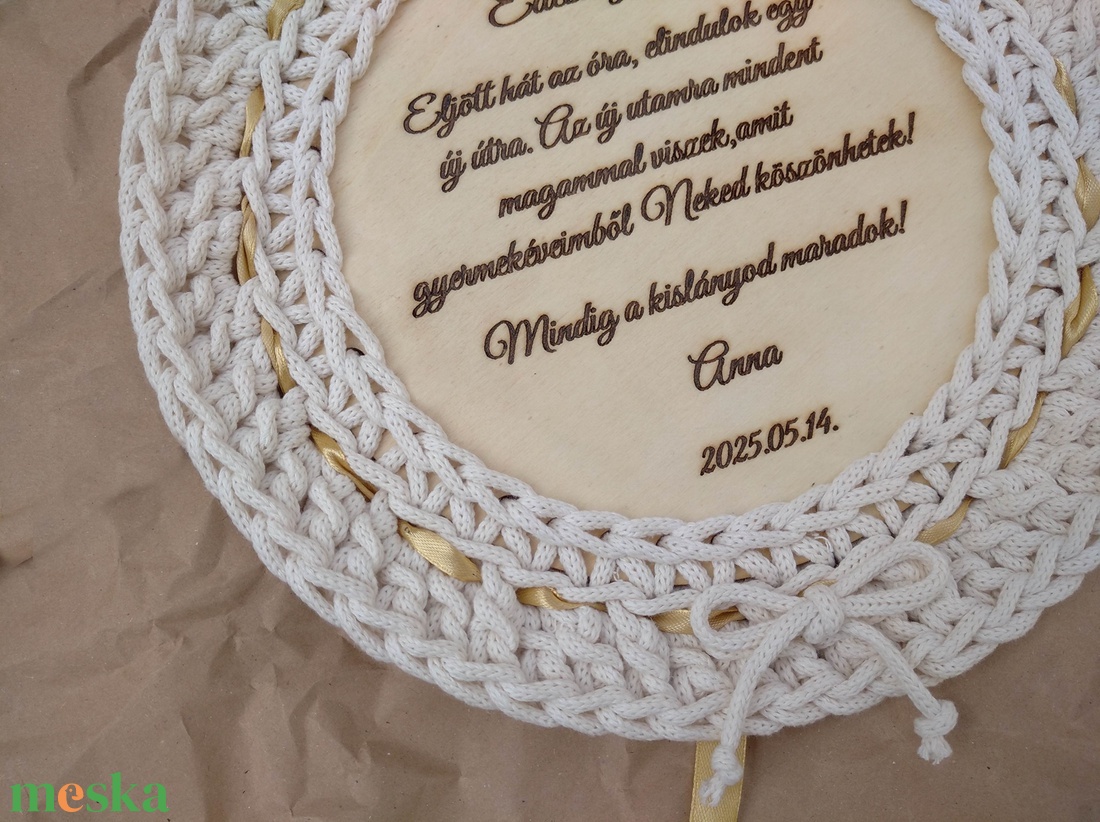 Eljött hát az óra, elindulok egy
új útra. Az új utamra mindent
magammal viszek,amit
gyermekéveimből Neked köszönhetek!
Mindig a kislányod maradok!
Anna
2025.05.14.
meska